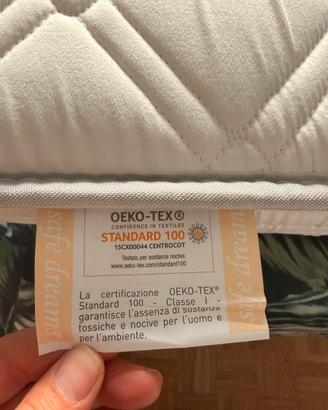 OEKO-TEX®
CONFIDENCE IN TEXTILES
STANDARD 100
15CX00044 CENTROCOT
Testato per sostanze nocive.
www.oeko-tex.com/standard100
La certificazione OEKO-TEX®
Standard 100 - Classe I -
garantisce l'assenza di sostanze
tossiche e nocive per l'uomo e
per l'ambiente.
safe dreams
safe dreams